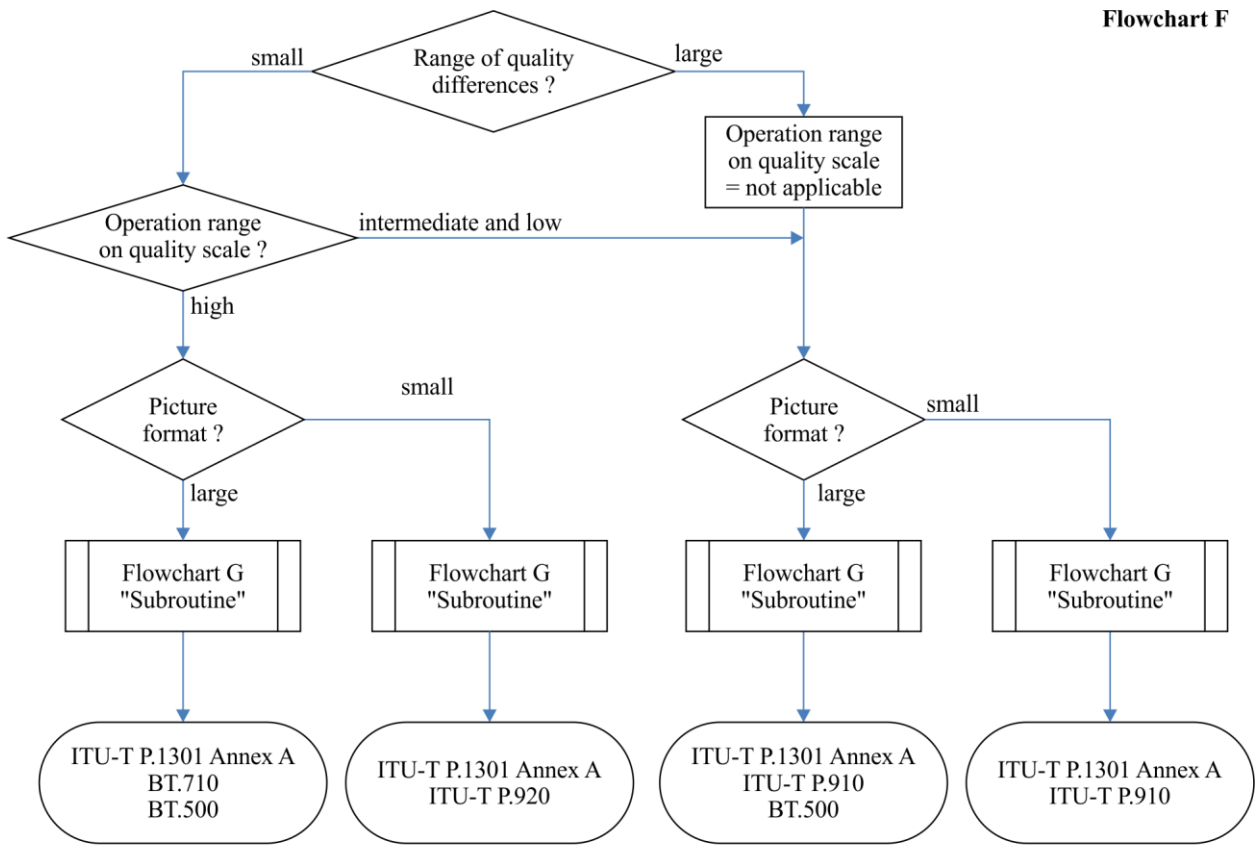 Flowchart F
Range of quality
differences ?
small
large
Operation range
on quality scale
= not applicable
Operation range
on quality scale ?
intermediate and low
high
Picture
format ?
small
large
Picture
format ?
small
large
Flowchart G
"Subroutine"
Flowchart G
"Subroutine"
Flowchart G
"Subroutine"
Flowchart G
"Subroutine"
ITU-T P.1301 Annex A
BT.710
BT.500
ITU-T P.1301 Annex A
ITU-T P.920
ITU-T P.1301 Annex A
ITU-T P.910
BT.500
ITU-T P.1301 Annex A
ITU-T P.910